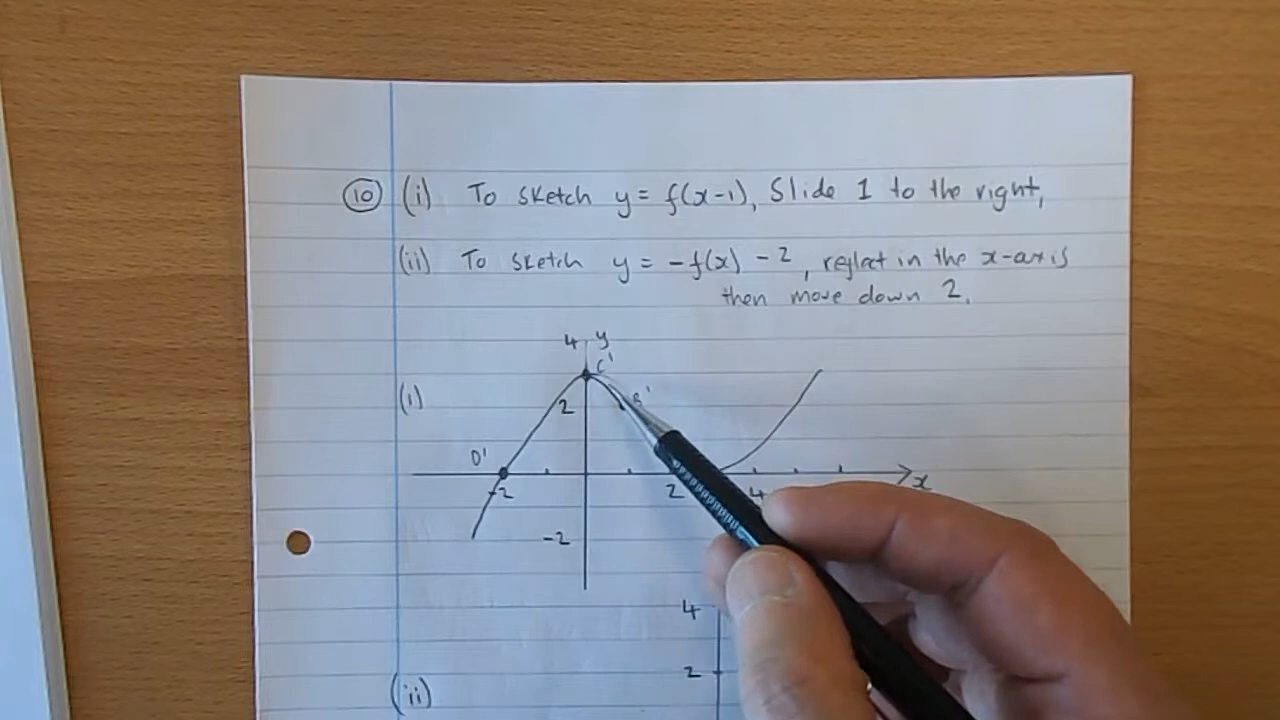 10 (i) To sketch y = f(x-1), Slide 1 to the right,
(ii) To sketch y = -f(x) - 2, reflect in the x-axis
then move down 2.
4 y
C'
(i) 2 B'
D'
-2 2 4 x
-2
4
2
(ii)